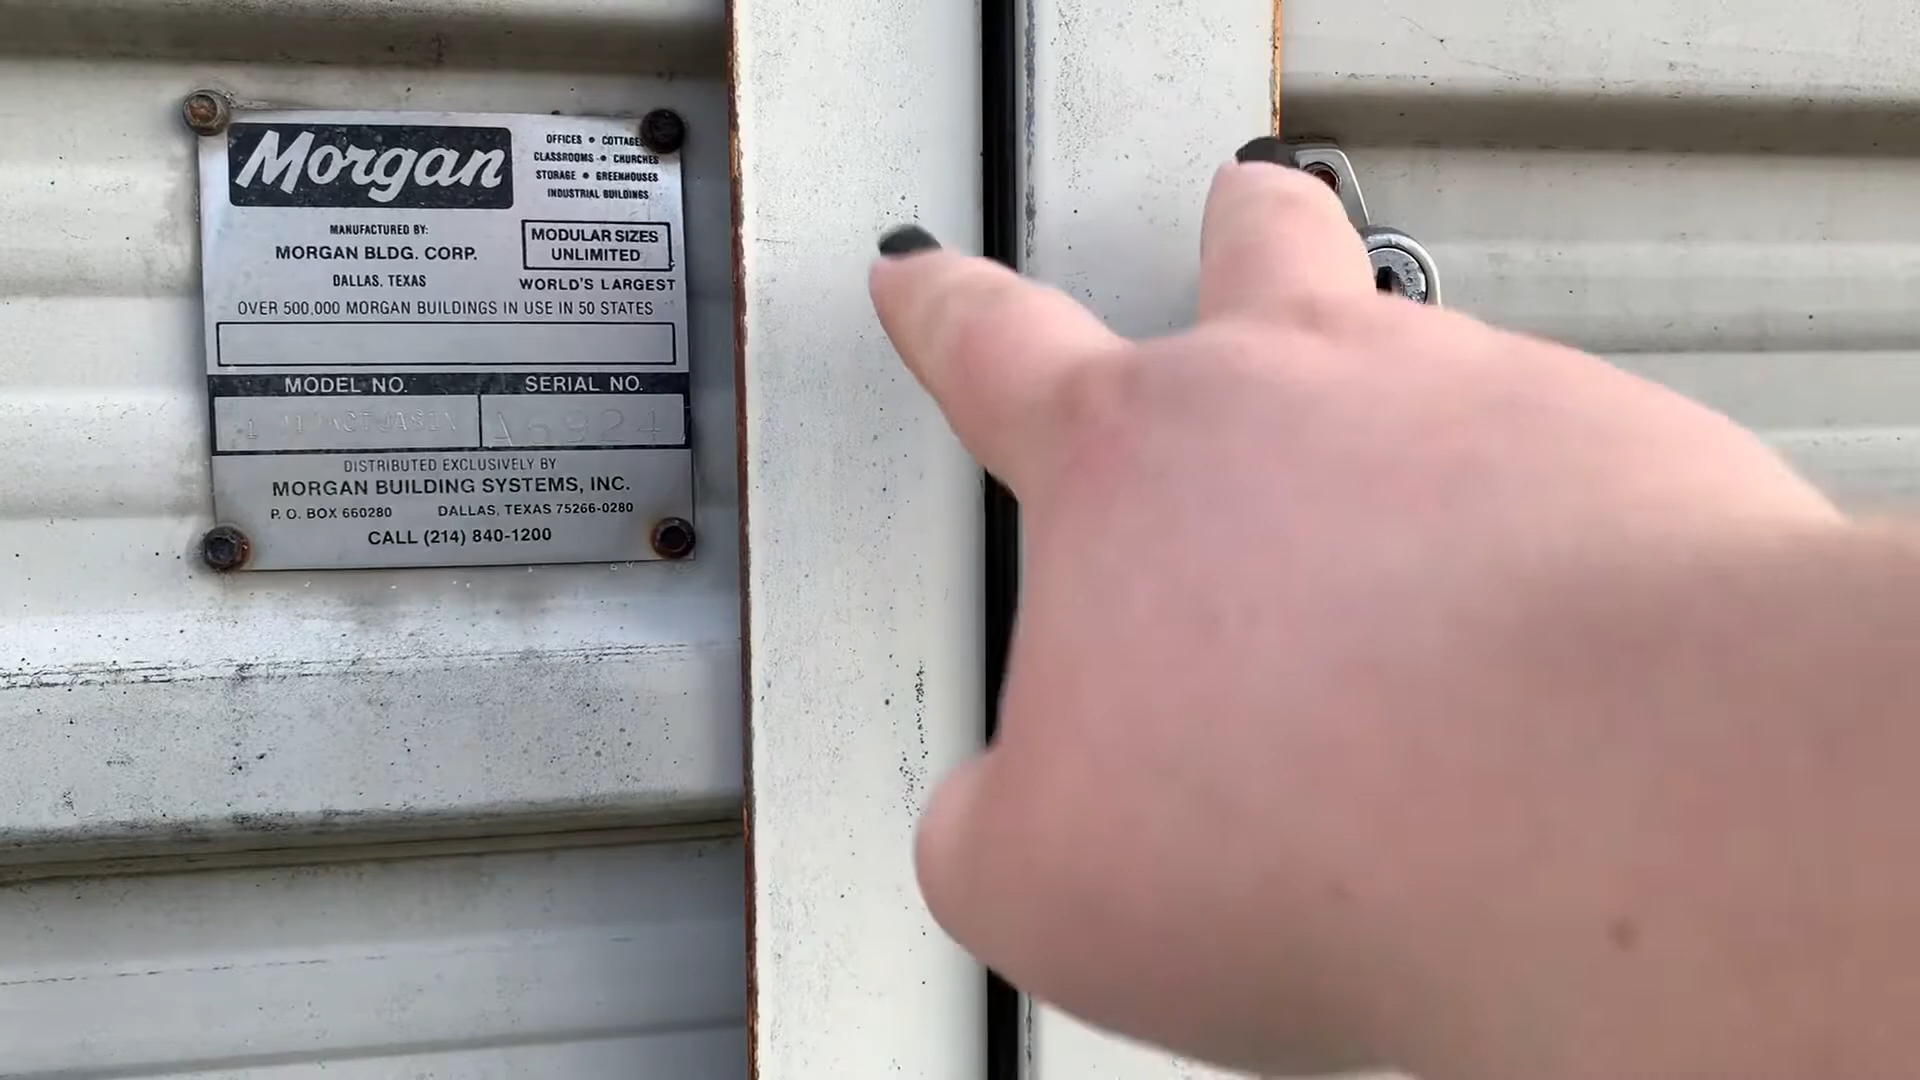 Morgan
OFFICES • COTTAGES
CLASSROOMS • CHURCHES
STORAGE • GREENHOUSES
INDUSTRIAL BUILDINGS
MANUFACTURED BY:
MORGAN BLDG. CORP.
DALLAS, TEXAS
MODULAR SIZES
UNLIMITED
WORLD'S LARGEST
OVER 500,000 MORGAN BUILDINGS IN USE IN 50 STATES
MODEL NO. SERIAL NO.
A6924
DISTRIBUTED EXCLUSIVELY BY
MORGAN BUILDING SYSTEMS, INC.
P. O. BOX 660280 DALLAS, TEXAS 75266-0280
CALL (214) 840-1200